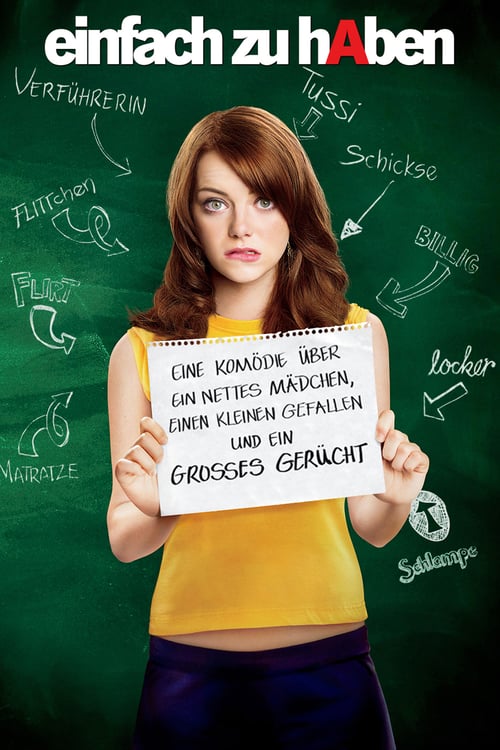 einfach zu hAben
VERFÜHRERIN
Tussi
Schickse
FLITTCHEN
BILLIG
FLIRT
locker
MATRATZE
Schlampe
EINE KOMÖDIE ÜBER
EIN NETTES MÄDCHEN,
EINEN KLEINEN GEFALLEN
UND EIN
GROSSES GERÜCHT